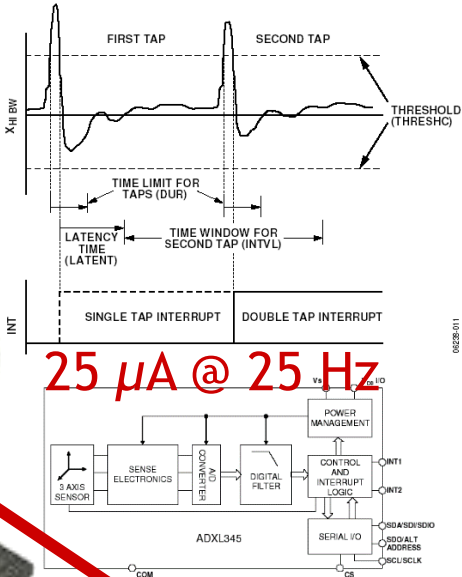 FIRST TAP
SECOND TAP
XHI BW
THRESHOLD
(THRESHC)
TIME LIMIT FOR
TAPS (DUR)
LATENCY
TIME
(LATENT)
TIME WINDOW FOR
SECOND TAP (INTVL)
INT
SINGLE TAP INTERRUPT
DOUBLE TAP INTERRUPT
06239-011
25 µA @ 25 Hz
VS
I/O
POWER
MANAGEMENT
3 AXIS
SENSOR
SENSE
ELECTRONICS
A/D
CONVERTER
DIGITAL
FILTER
CONTROL
AND
INTERRUPT
LOGIC
INT1
INT2
SERIAL I/O
SDA/SDI/SDIO
SDO/ALT
ADDRESS
SCL/SCLK
ADXL345
COM
CS